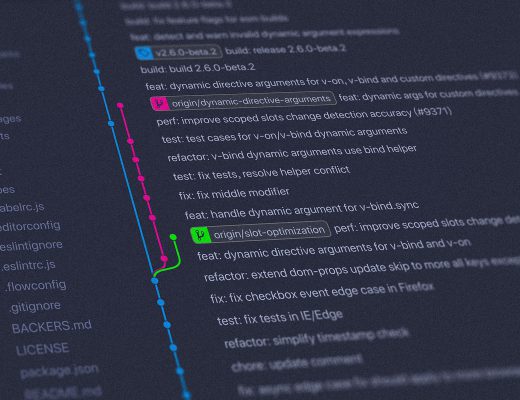 build: fix feature flags for esm builds
feat: detect and warn invalid dynamic argument expressions
v2.6.0-beta.2 build: release 2.6.0-beta.2
build: build 2.6.0-beta.2
feat: dynamic directive arguments for v-on, v-bind and custom directives (#9373)
origin/dynamic-directive-arguments feat: dynamic args for custom directives
perf: improve scoped slots change detection accuracy (#9371)
test: test cases for v-on/v-bind dynamic arguments
refactor: v-bind dynamic arguments use bind helper
test: fix tests, resolve helper conflict
fix: fix middle modifier
feat: handle dynamic argument for v-bind.sync
origin/slot-optimization perf: improve scoped slots change
feat: dynamic directive arguments for v-bind and v-on
refactor: extend dom-props update skip to more all keys except
fix: fix checkbox event edge case in Firefox
test: fix tests in IE/Edge
refactor: simplify timestamp check
chore: update comment
fix: async edge case fix should apply to more
abelrc.js
editorconfig
eslintignore
.eslintrc.js
.flowconfig
.gitignore
BACKERS.md
LICENSE
package.json
README.md